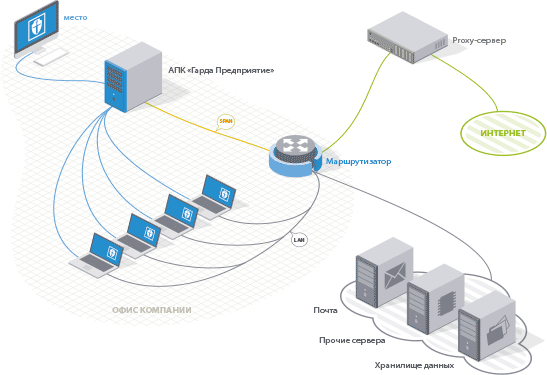 место
Proxy-сервер
АПК «Гарда Предприятие»
SPAN
ИНТЕРНЕТ
Маршрутизатор
LAN
ОФИС КОМПАНИИ
Почта
Прочие сервера
Хранилище данных